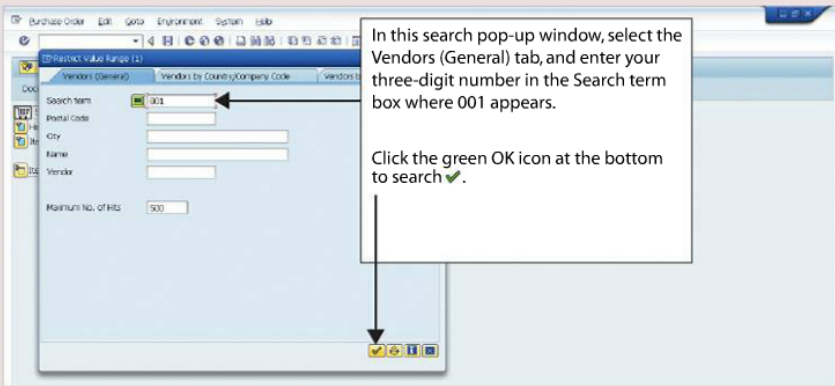 Purchase Order Edit Goto Environment System Help
Restrict Value Range (1)
Vendors (General) Vendors by Country/Company Code Vendors b
Doc
Search term 001
Postal Code
City
Name
Vendor
Maximum No. of Hits 500
In this search pop-up window, select the
Vendors (General) tab, and enter your
three-digit number in the Search term
box where 001 appears.
Click the green OK icon at the bottom
to search ✔.